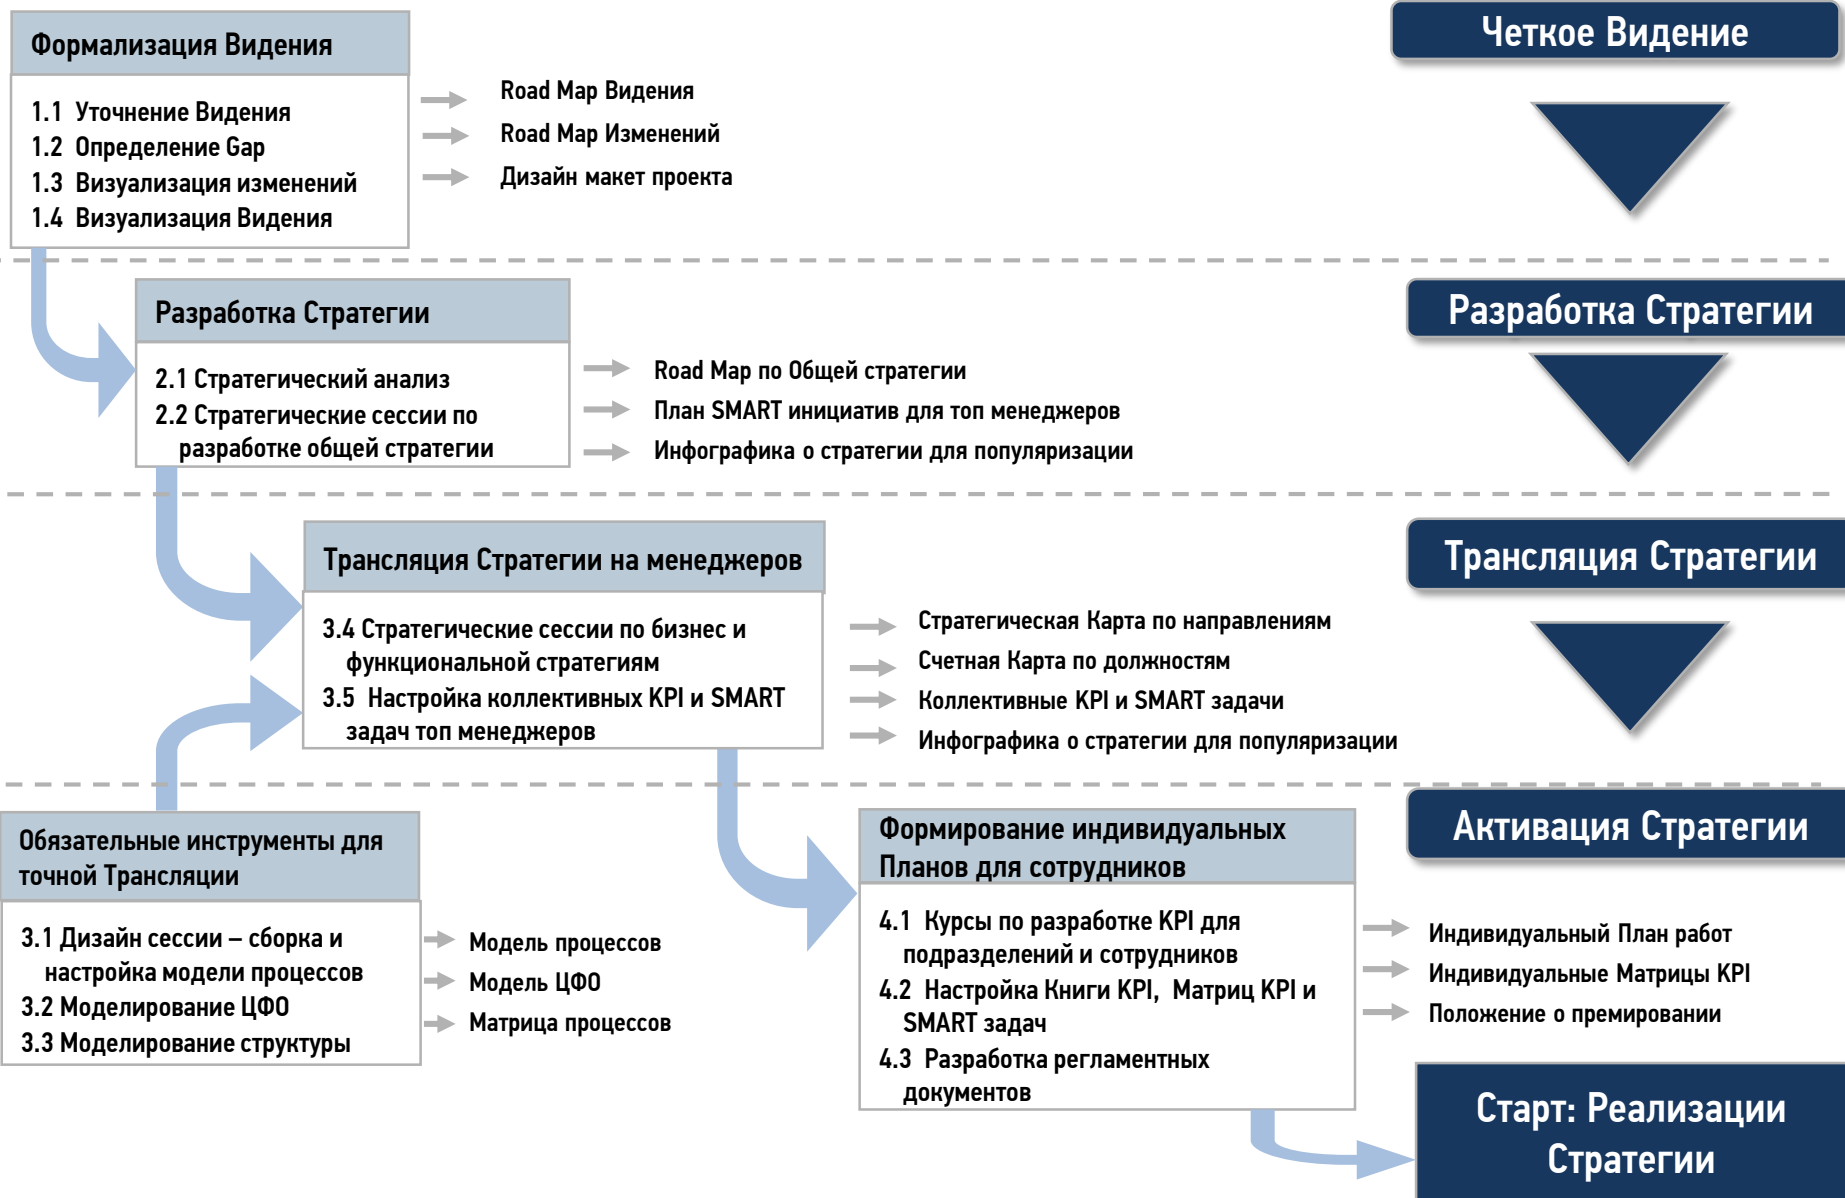 Формализация Видения
1.1 Уточнение Видения
1.2 Определение Gap
1.3 Визуализация изменений
1.4 Визуализация Видения
Road Map Видения
Road Map Изменений
Дизайн макет проекта
Четкое Видение
Разработка Стратегии
2.1 Стратегический анализ
2.2 Стратегические сессии по
разработке общей стратегии
Road Map по Общей стратегии
План SMART инициатив для топ менеджеров
Инфографика о стратегии для популяризации
Разработка Стратегии
Трансляция Стратегии на менеджеров
3.4 Стратегические сессии по бизнес и
функциональной стратегиям
3.5 Настройка коллективных KPI и SMART
задач топ менеджеров
Стратегическая Карта по направлениям
Счетная Карта по должностям
Коллективные KPI и SMART задачи
Инфографика о стратегии для популяризации
Трансляция Стратегии
Обязательные инструменты для
точной Трансляции
3.1 Дизайн сессии – сборка и
настройка модели процессов
3.2 Моделирование ЦФО
3.3 Моделирование структуры
Модель процессов
Модель ЦФО
Матрица процессов
Формирование индивидуальных
Планов для сотрудников
4.1 Курсы по разработке KPI для
подразделений и сотрудников
4.2 Настройка Книги KPI, Матриц KPI и
SMART задач
4.3 Разработка регламентных
документов
Активация Стратегии
Индивидуальный План работ
Индивидуальные Матрицы KPI
Положение о премировании
Старт: Реализации
Стратегии